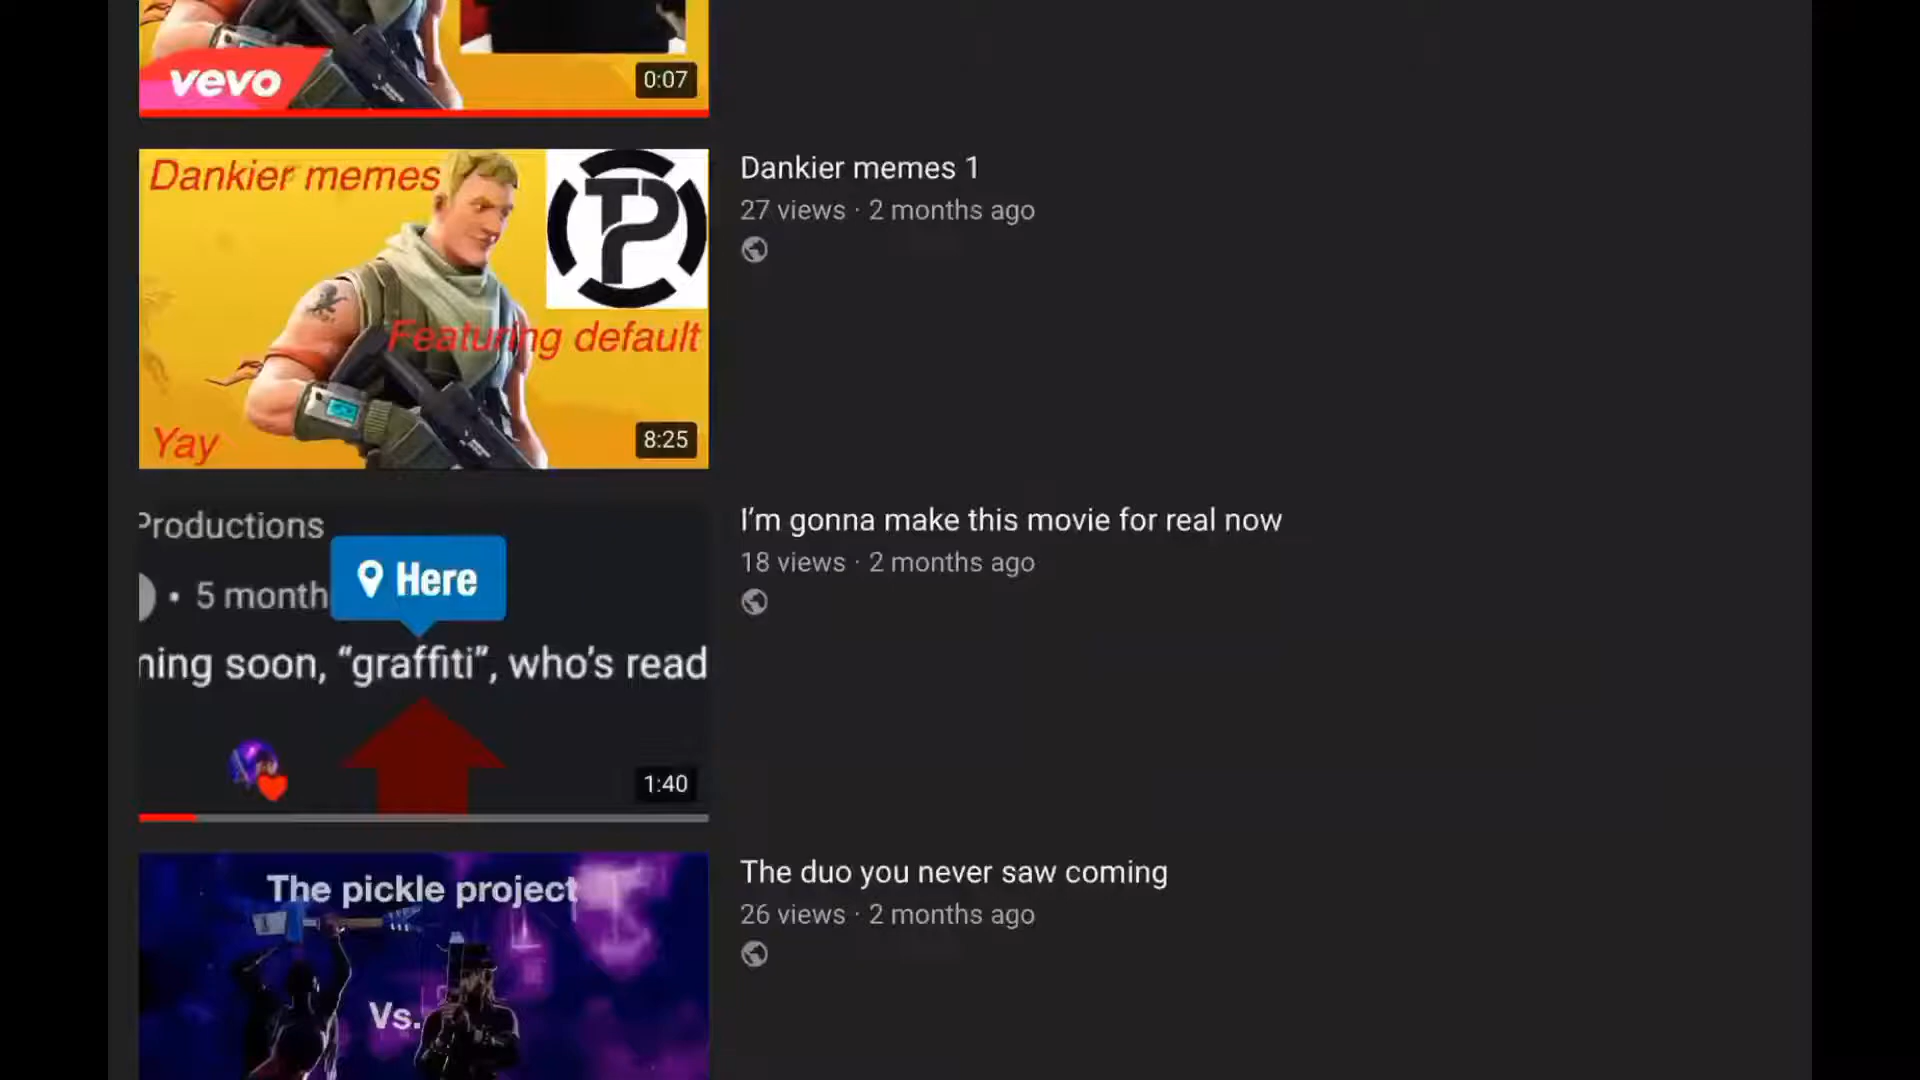 vevo
0:07
Dankier memes
TP
Featuring default
Yay
8:25
Dankier memes 1
27 views · 2 months ago
Productions
Here
• 5 month
ning soon, “graffiti”, who’s read
1:40
I’m gonna make this movie for real now
18 views · 2 months ago
The pickle project
Vs.
The duo you never saw coming
26 views · 2 months ago